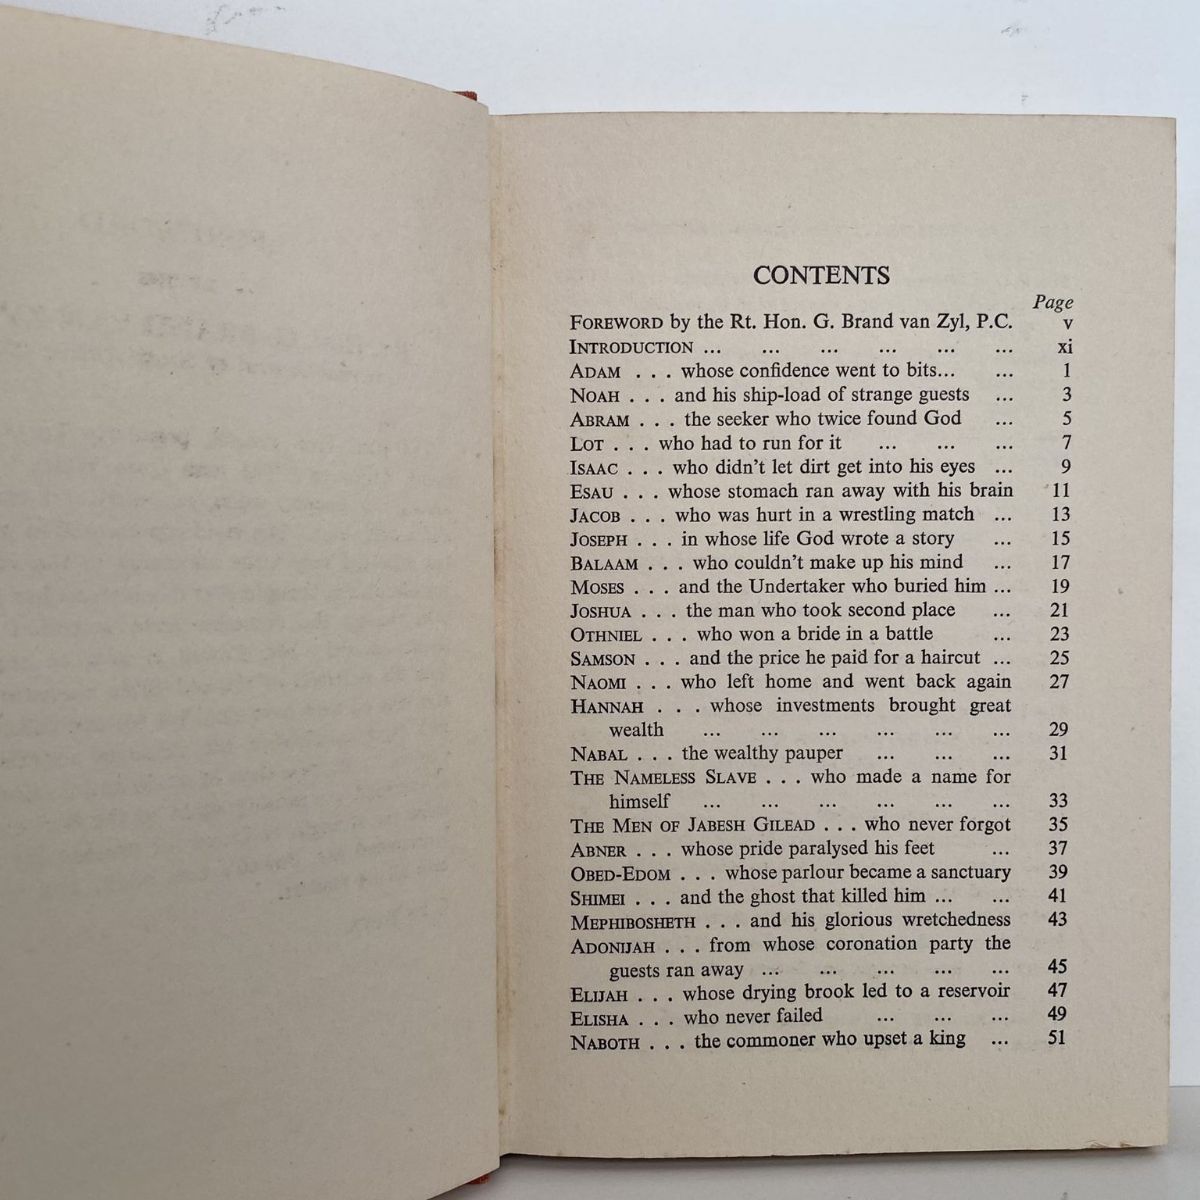 CONTENTS
Page
FOREWORD by the Rt. Hon. G. Brand van Zyl, P.C. v
INTRODUCTION ... ... ... ... ... ... xi
ADAM . . . whose confidence went to bits... ... 1
NOAH . . . and his ship-load of strange guests ... 3
ABRAM . . . the seeker who twice found God ... 5
LOT . . . who had to run for it ... ... ... 7
ISAAC . . . who didn't let dirt get into his eyes ... 9
ESAU . . . whose stomach ran away with his brain 11
JACOB . . . who was hurt in a wrestling match ... 13
JOSEPH . . . in whose life God wrote a story ... 15
BALAAM . . . who couldn't make up his mind ... 17
MOSES . . . and the Undertaker who buried him ... 19
JOSHUA . . . the man who took second place ... 21
OTHNIEL . . . who won a bride in a battle ... 23
SAMSON . . . and the price he paid for a haircut ... 25
NAOMI . . . who left home and went back again 27
HANNAH . . . whose investments brought great
wealth ... ... ... ... ... ... 29
NABAL . . . the wealthy pauper ... ... ... 31
THE NAMELESS SLAVE . . . who made a name for
himself ... ... ... ... ... ... 33
THE MEN OF JABESH GILEAD . . . who never forgot 35
ABNER . . . whose pride paralysed his feet ... 37
OBED-EDOM . . . whose parlour became a sanctuary 39
SHIMEI . . . and the ghost that killed him ... ... 41
MEPHIBOSHETH . . . and his glorious wretchedness 43
ADONIJAH . . . from whose coronation party the
guests ran away ... ... ... ... ... 45
ELIJAH . . . whose drying brook led to a reservoir 47
ELISHA . . . who never failed ... ... ... 49
NABOTH . . . the commoner who upset a king ... 51